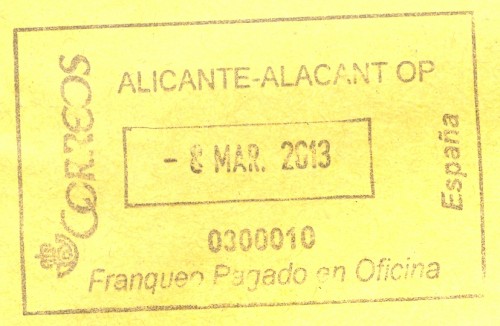 CORREOS
ALICANTE-ALACANT OP
- 8 MAR. 2013
España
0300010
Franqueo Pagado en Oficina